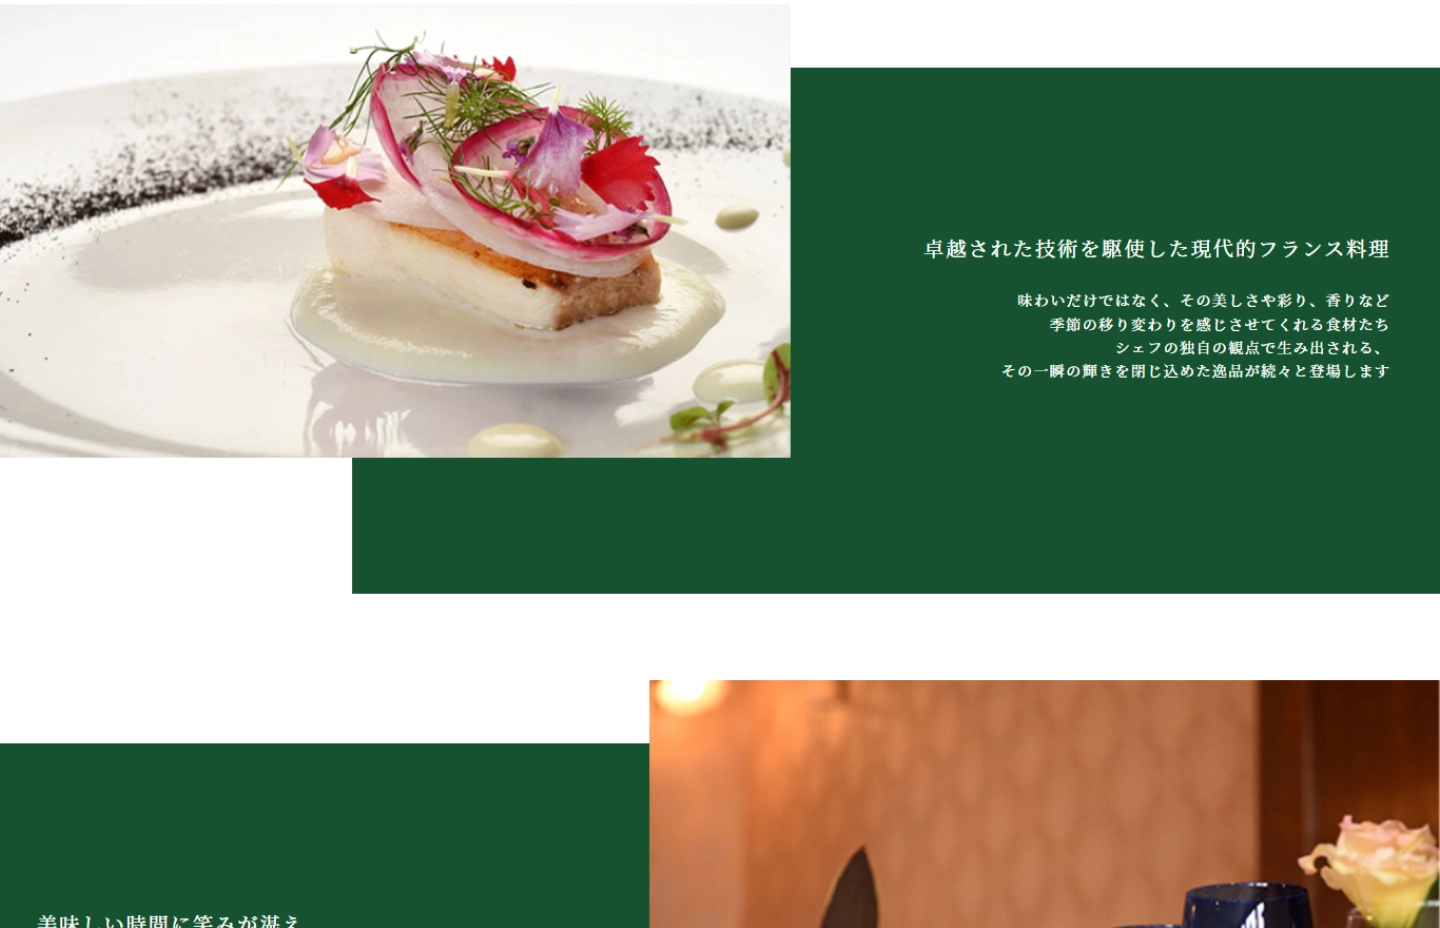 卓越された技術を駆使した現代的フランス料理
味わいだけではなく、その美しさや彩り、香りなど
季節の移り変わりを感じさせてくれる食材たち
シェフの独自の観点で生み出される、
その一瞬の輝きを閉じ込めた逸品が続々と登場します
美味しい時間に笑みが湛え